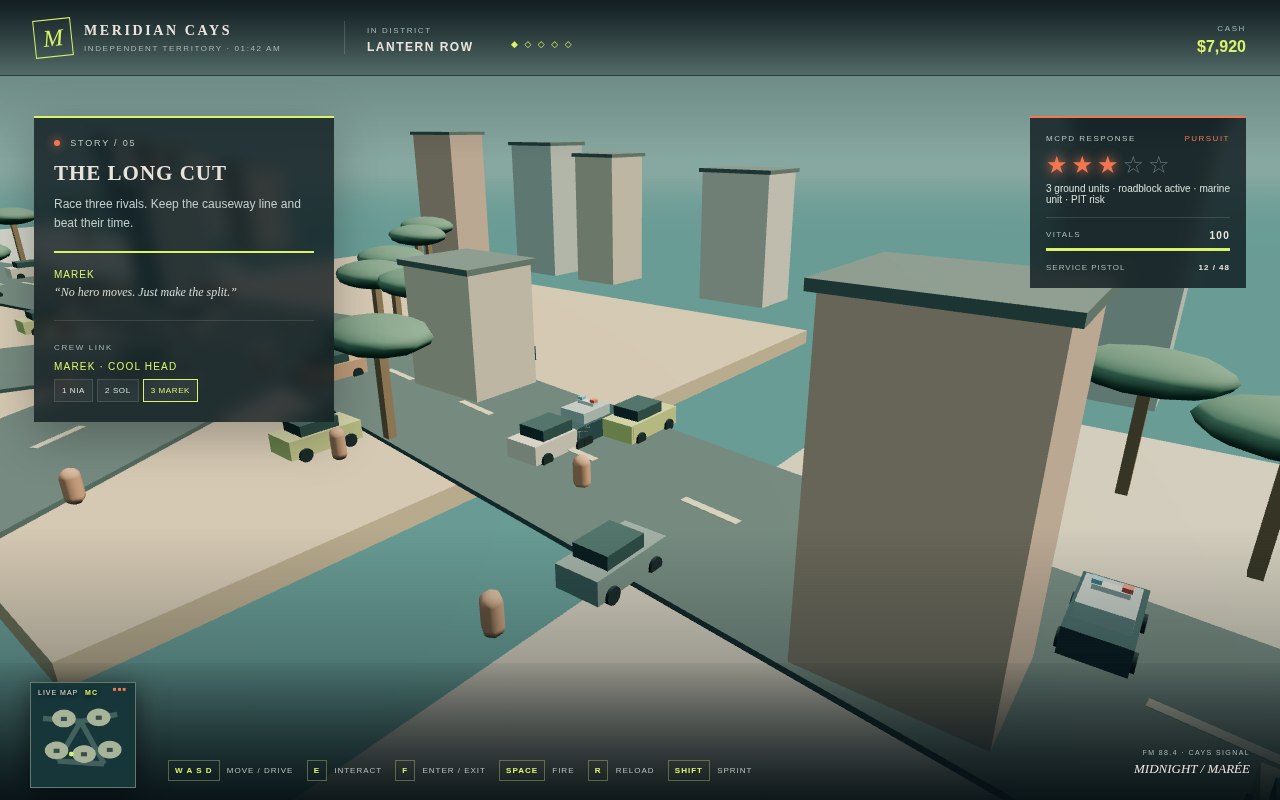 M
MERIDIAN CAYS
INDEPENDENT TERRITORY · 01:42 AM
IN DISTRICT
LANTERN ROW
CASH
$7,920
STORY / 05
THE LONG CUT
Race three rivals. Keep the causeway line and
beat their time.
MAREK
“No hero moves. Just make the split.”
CREW LINK
MAREK · COOL HEAD
1 NIA 2 SOL 3 MAREK
MCPD RESPONSE PURSUIT
3 ground units · roadblock active · marine
unit · PIT risk
VITALS 100
SERVICE PISTOL 12 / 48
LIVE MAP MC
W A S D MOVE / DRIVE E INTERACT F ENTER / EXIT SPACE FIRE R RELOAD SHIFT SPRINT
FM 88.4 · CAYS SIGNAL
MIDNIGHT / MARÉE